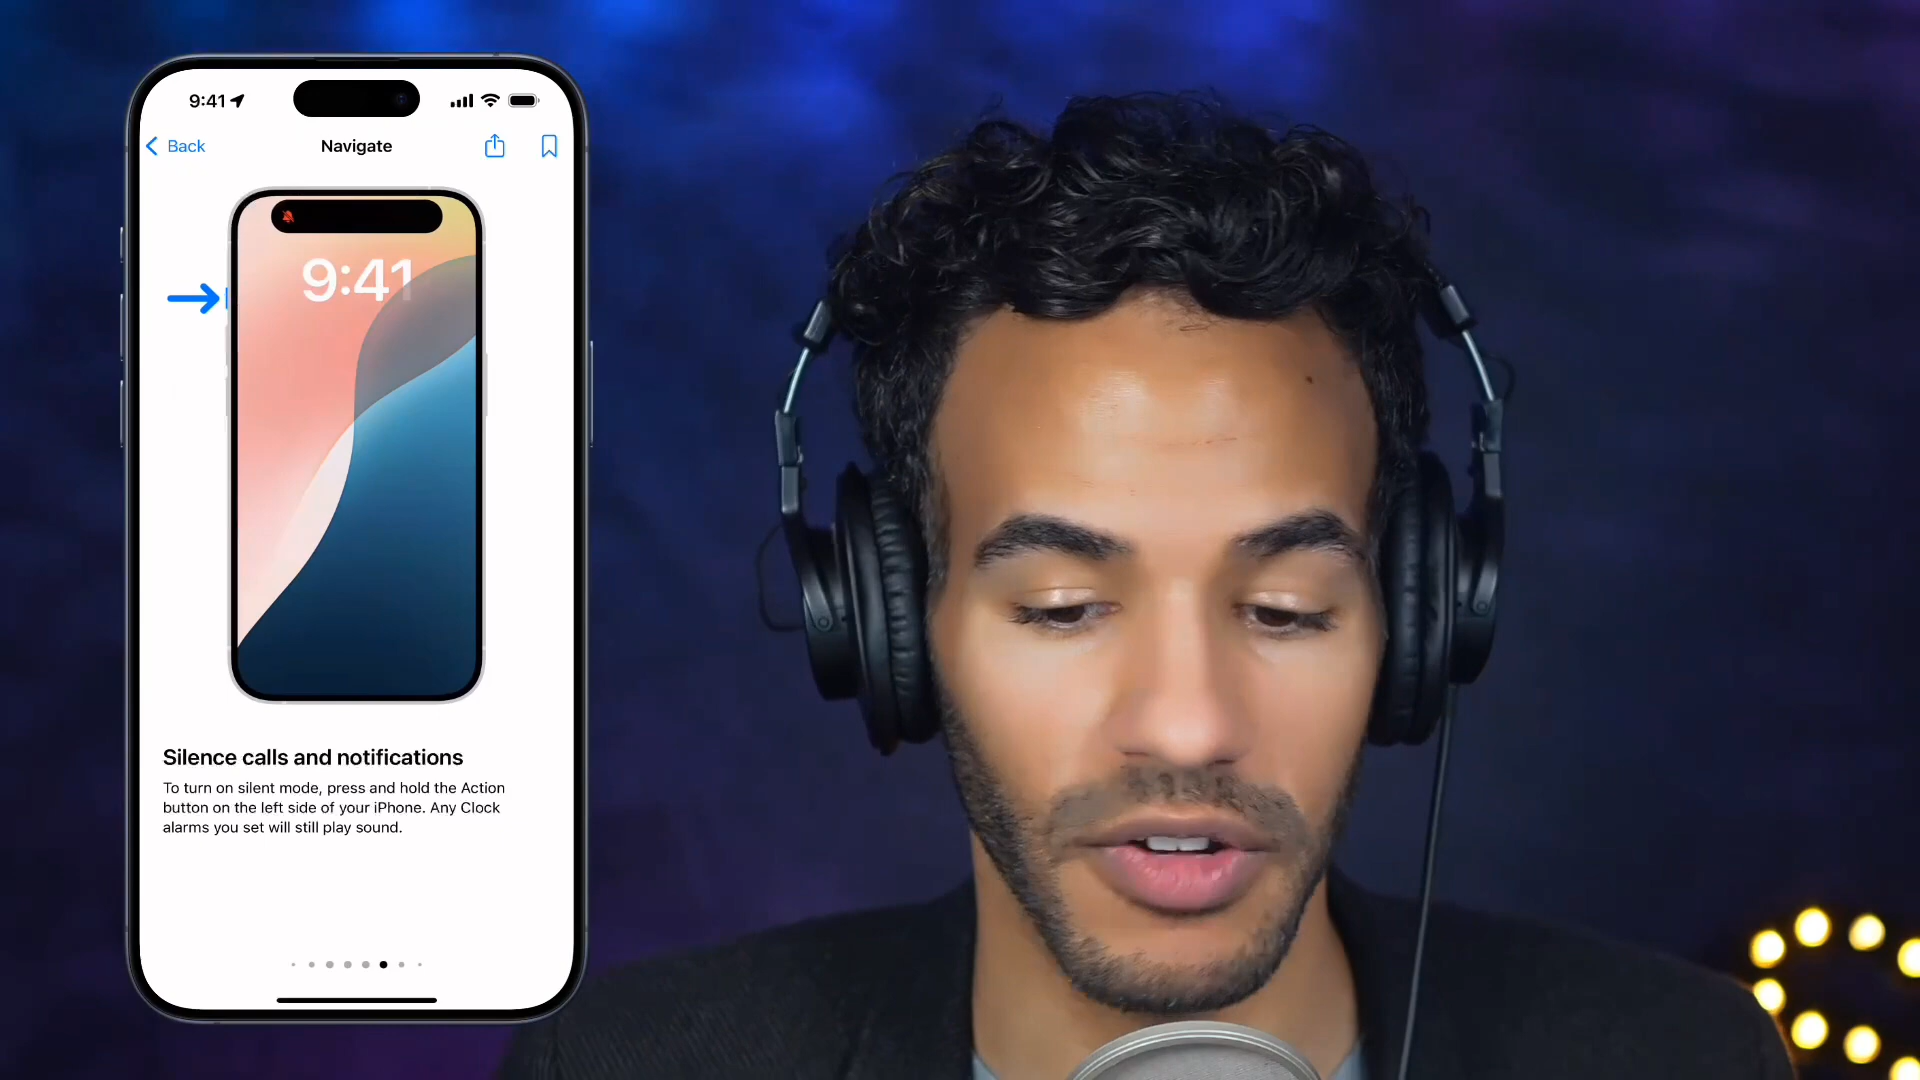 9:41
Back
Navigate
9:41
Silence calls and notifications
To turn on silent mode, press and hold the Action
button on the left side of your iPhone. Any Clock
alarms you set will still play sound.